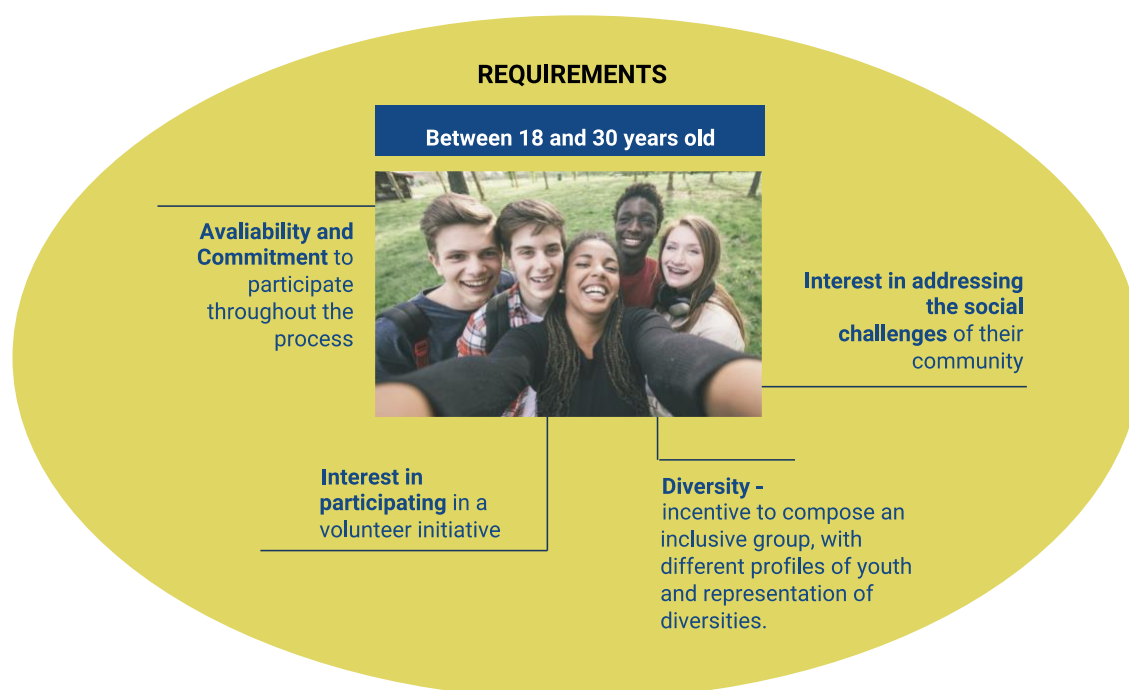 REQUIREMENTS
Between 18 and 30 years old
Avaliability and
Commitment to
participate
throughout the
process
Interest in addressing
the social
challenges of their
community
Interest in
participating in a
volunteer initiative
Diversity -
incentive to compose an
inclusive group, with
different profiles of youth
and representation of
diversities.